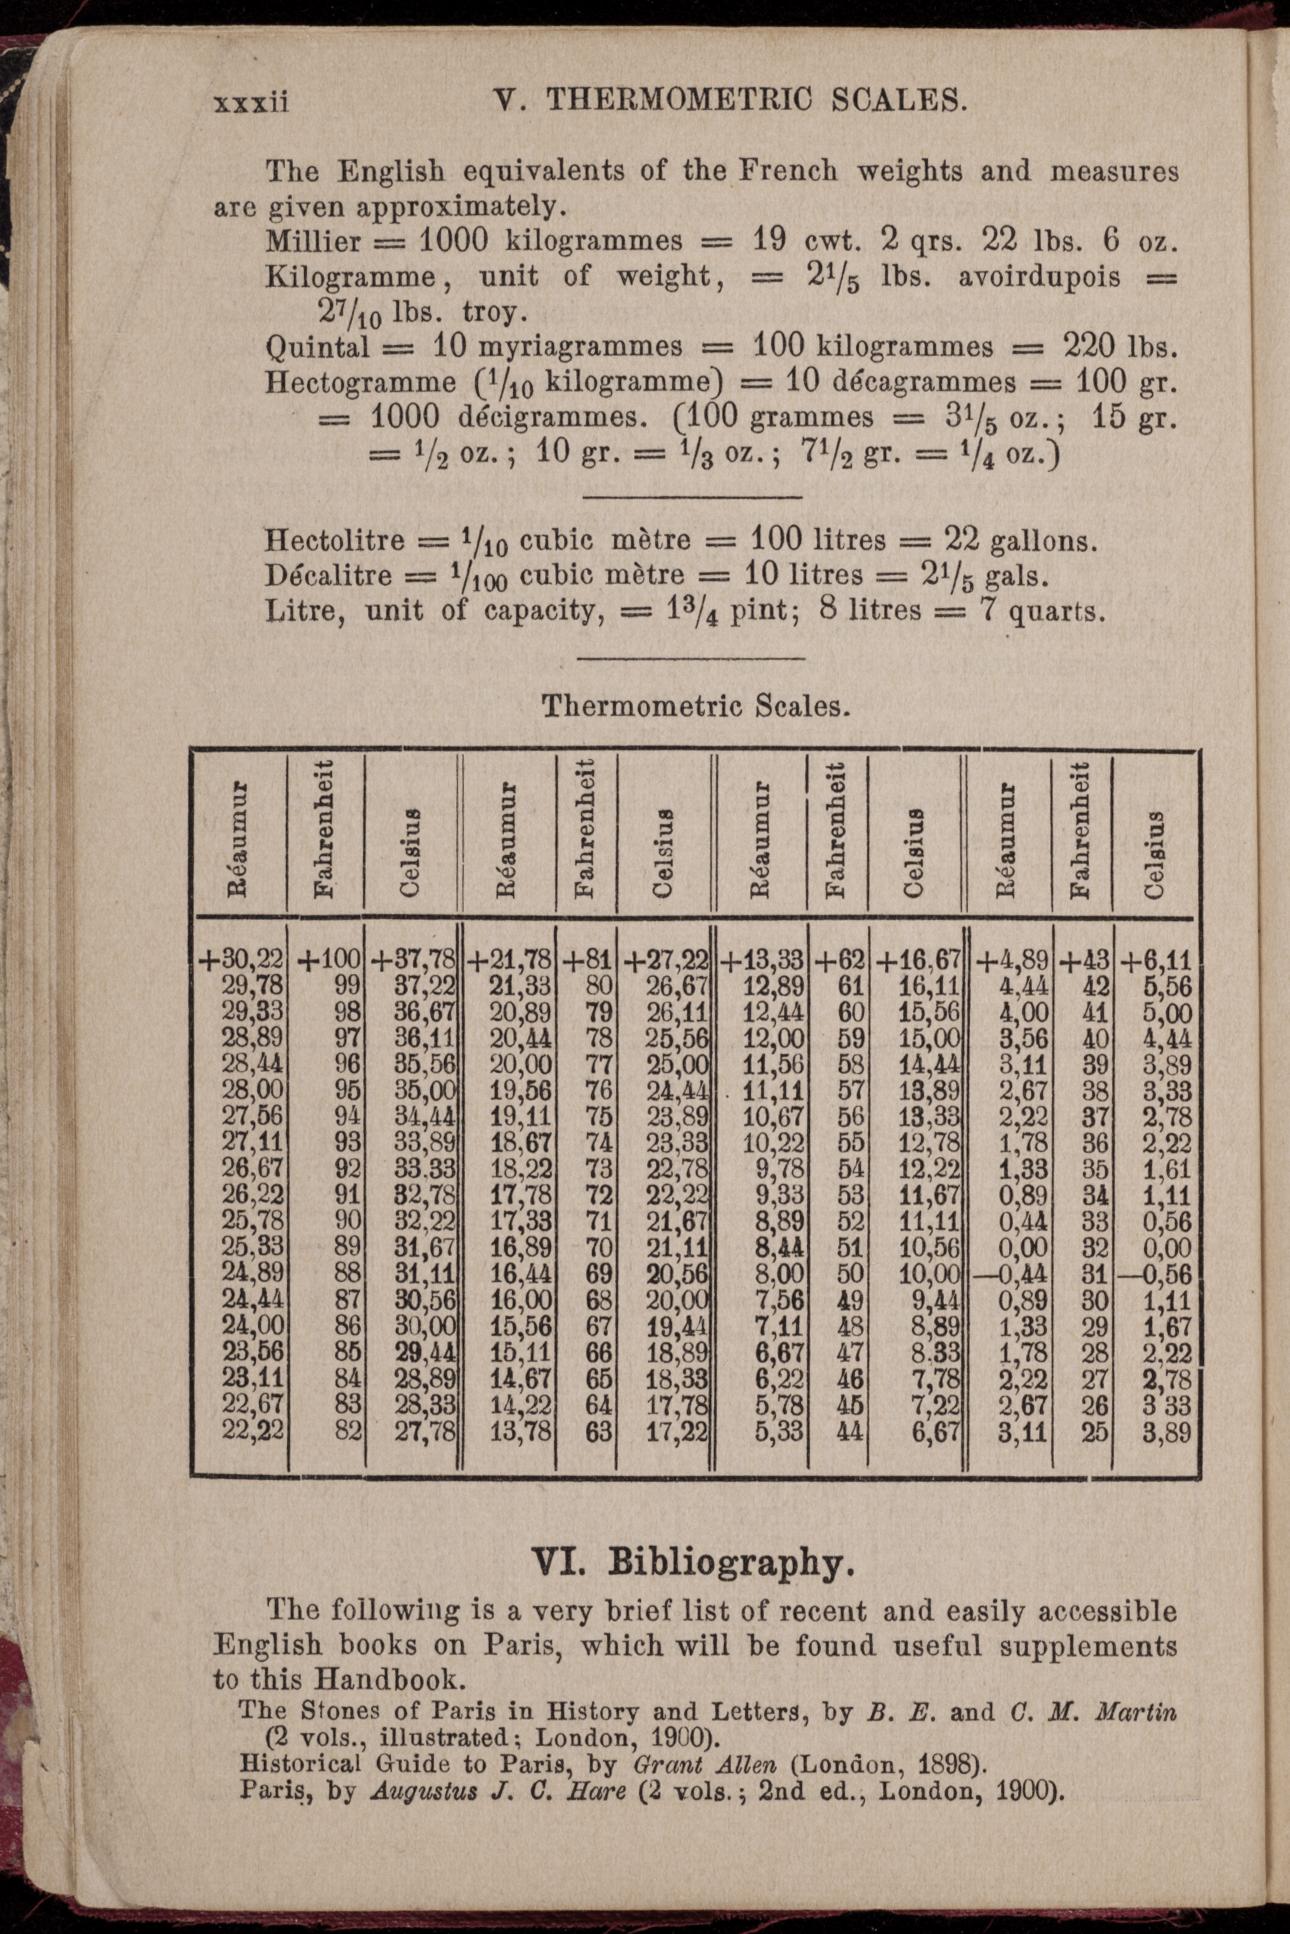 xxxii V. THERMOMETRIC SCALES.
The English equivalents of the French weights and measures
are given approximately.
Millier = 1000 kilogrammes = 19 cwt. 2 qrs. 22 lbs. 6 oz.
Kilogramme, unit of weight, = 2 1/5 lbs. avoirdupois =
2 7/10 lbs. troy.
Quintal = 10 myriagrammes = 100 kilogrammes = 220 lbs.
Hectogramme (1/10 kilogramme) = 10 décagrammes = 100 gr.
= 1000 décigrammes. (100 grammes = 3 1/5 oz.; 15 gr.
= 1/2 oz.; 10 gr. = 1/3 oz.; 7 1/2 gr. = 1/4 oz.)
Hectolitre = 1/10 cubic mètre = 100 litres = 22 gallons.
Décalitre = 1/100 cubic mètre = 10 litres = 2 1/5 gals.
Litre, unit of capacity, = 1 3/4 pint; 8 litres = 7 quarts.
Thermometric Scales.
Réaumur Fahrenheit Celsius Réaumur Fahrenheit Celsius Réaumur Fahrenheit Celsius Réaumur Fahrenheit Celsius
+30,22 +100 +37,78 +21,78 +81 +27,22 +13,33 +62 +16,67 +4,89 +43 +6,11
29,78 99 37,22 21,33 80 26,67 12,89 61 16,11 4,44 42 5,56
29,33 98 36,67 20,89 79 26,11 12,44 60 15,56 4,00 41 5,00
28,89 97 36,11 20,44 78 25,56 12,00 59 15,00 3,56 40 4,44
28,44 96 35,56 20,00 77 25,00 11,56 58 14,44 3,11 39 3,89
28,00 95 35,00 19,56 76 24,44 11,11 57 13,89 2,67 38 3,33
27,56 94 34,44 19,11 75 23,89 10,67 56 13,33 2,22 37 2,78
27,11 93 33,89 18,67 74 23,33 10,22 55 12,78 1,78 36 2,22
26,67 92 33.33 18,22 73 22,78 9,78 54 12,22 1,33 35 1,61
26,22 91 32,78 17,78 72 22,22 9,33 53 11,67 0,89 34 1,11
25,78 90 32,22 17,33 71 21,67 8,89 52 11,11 0,44 33 0,56
25,33 89 31,67 16,89 70 21,11 8,44 51 10,56 0,00 32 0,00
24,89 88 31,11 16,44 69 20,56 8,00 50 10,00 —0,44 31 —0,56
24,44 87 30,56 16,00 68 20,00 7,56 49 9,44 0,89 30 1,11
24,00 86 30,00 15,56 67 19,44 7,11 48 8,89 1,33 29 1,67
23,56 85 29,44 15,11 66 18,89 6,67 47 8.33 1,78 28 2,22
23,11 84 28,89 14,67 65 18,33 6,22 46 7,78 2,22 27 2,78
22,67 83 28,33 14,22 64 17,78 5,78 45 7,22 2,67 26 3 33
22,22 82 27,78 13,78 63 17,22 5,33 44 6,67 3,11 25 3,89
VI. Bibliography.
The following is a very brief list of recent and easily accessible
English books on Paris, which will be found useful supplements
to this Handbook.
The Stones of Paris in History and Letters, by B. E. and C. M. Martin
(2 vols., illustrated; London, 1900).
Historical Guide to Paris, by Grant Allen (London, 1898).
Paris, by Augustus J. C. Hare (2 vols.; 2nd ed., London, 1900).